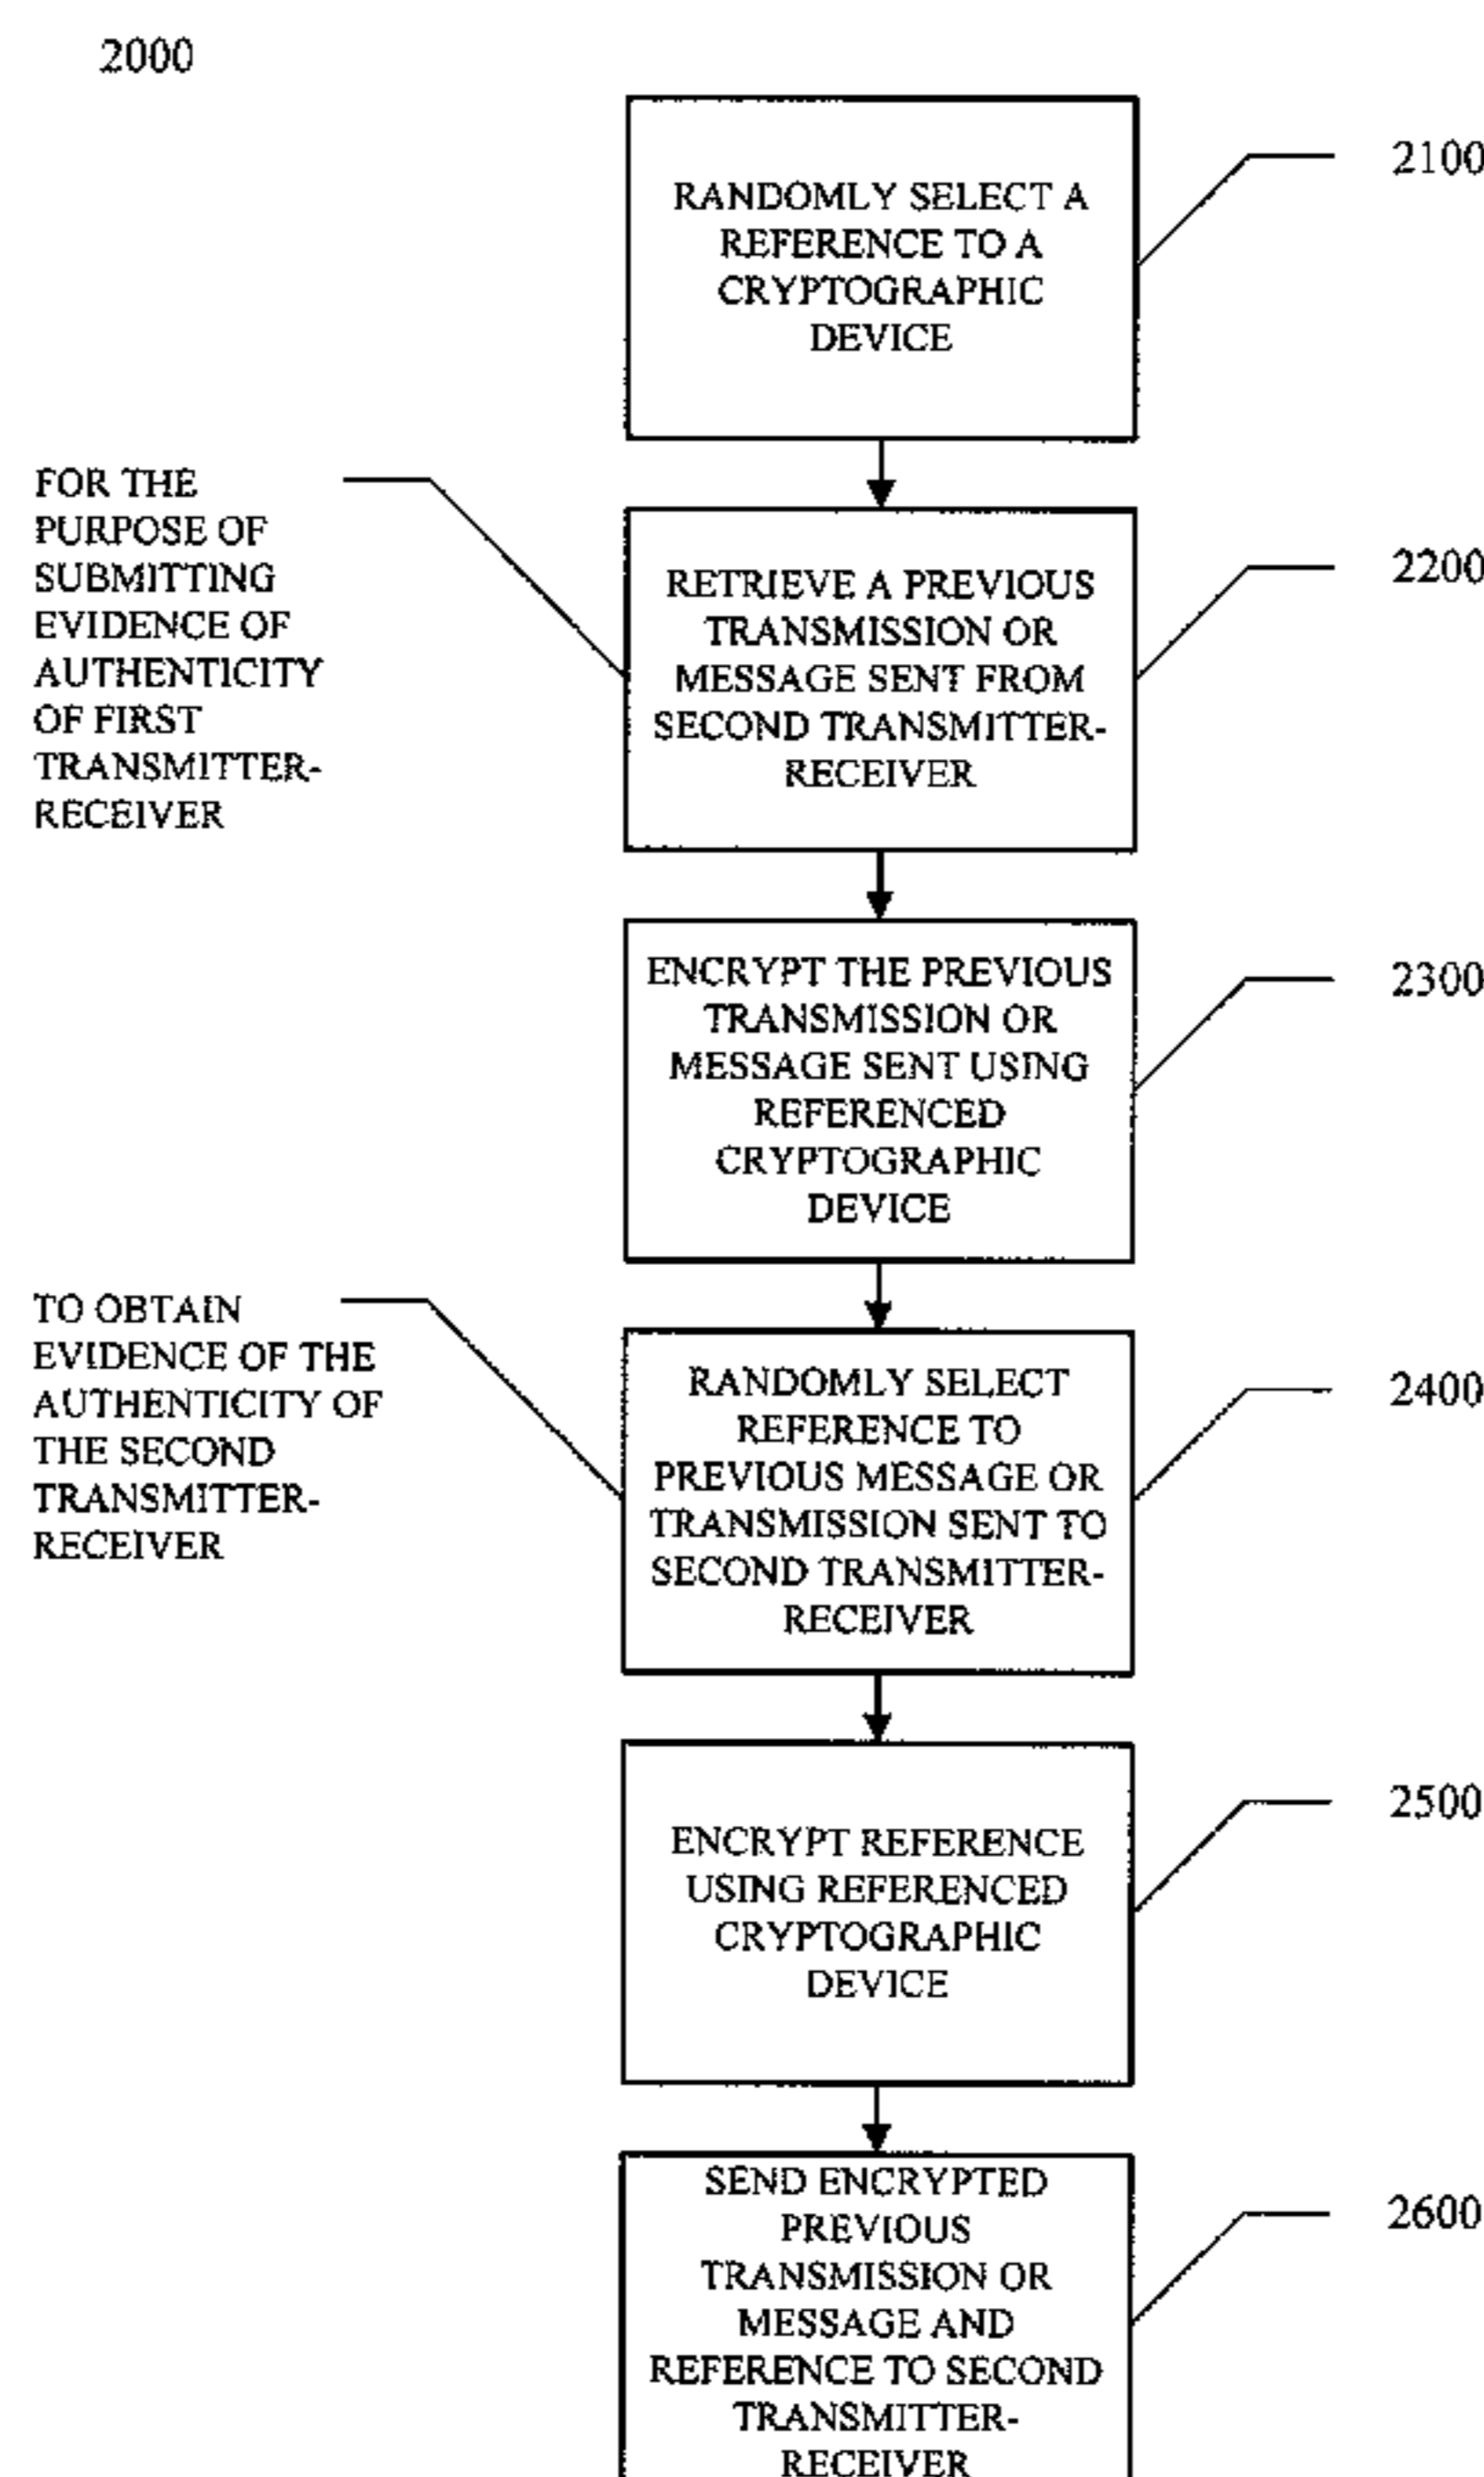 2000
RANDOMLY SELECT A
REFERENCE TO A
CRYPTOGRAPHIC
DEVICE
2100
FOR THE
PURPOSE OF
SUBMITTING
EVIDENCE OF
AUTHENTICITY
OF FIRST
TRANSMITTER-
RECEIVER
RETRIEVE A PREVIOUS
TRANSMISSION OR
MESSAGE SENT FROM
SECOND TRANSMITTER-
RECEIVER
2200
ENCRYPT THE PREVIOUS
TRANSMISSION OR
MESSAGE SENT USING
REFERENCED
CRYPTOGRAPHIC
DEVICE
2300
TO OBTAIN
EVIDENCE OF THE
AUTHENTICITY OF
THE SECOND
TRANSMITTER-
RECEIVER
RANDOMLY SELECT
REFERENCE TO
PREVIOUS MESSAGE OR
TRANSMISSION SENT TO
SECOND TRANSMITTER-
RECEIVER
2400
ENCRYPT REFERENCE
USING REFERENCED
CRYPTOGRAPHIC
DEVICE
2500
SEND ENCRYPTED
PREVIOUS
TRANSMISSION OR
MESSAGE AND
REFERENCE TO SECOND
TRANSMITTER-
RECEIVER
2600